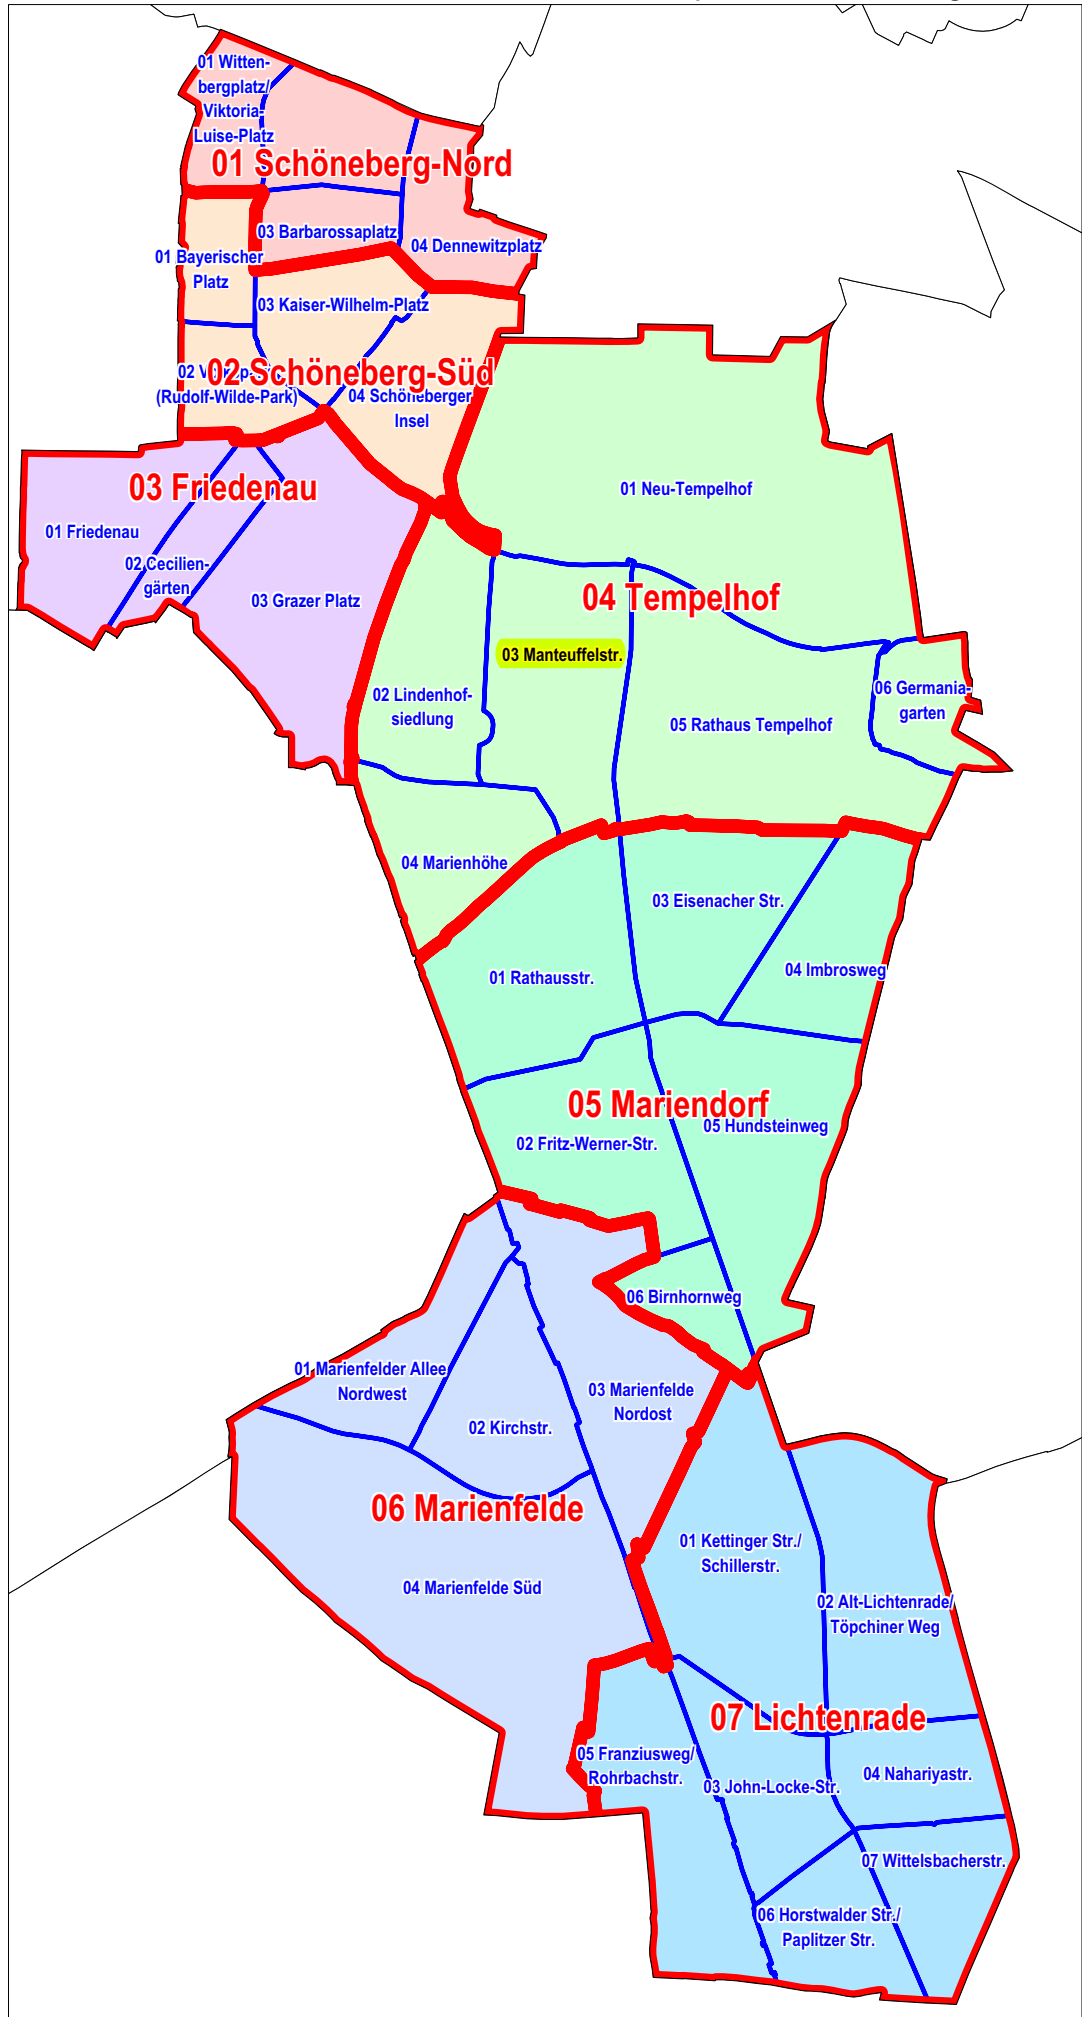 01 Witten-
bergplatz/
Viktoria-
Luise-Platz
01 Schöneberg-Nord
03 Barbarossaplatz
04 Dennewitzplatz
01 Bayerischer
Platz
03 Kaiser-Wilhelm-Platz
02 Schöneberg-Süd
02
(Rudolf-Wilde-Park)
04 Schöneberger
Insel
03 Friedenau
01 Friedenau
02 Cecilien-
gärten
03 Grazer Platz
01 Neu-Tempelhof
04 Tempelhof
03 Manteuffelstr.
02 Lindenhof-
siedlung
06 Germania-
garten
05 Rathaus Tempelhof
04 Marienhöhe
03 Eisenacher Str.
04 Imbrosweg
01 Rathausstr.
05 Mariendorf
05 Hundsteinweg
02 Fritz-Werner-Str.
06 Birnhornweg
01 Marienfelder Allee
Nordwest
03 Marienfelde
Nordost
02 Kirchstr.
06 Marienfelde
04 Marienfelde Süd
01 Kettinger Str./
Schillerstr.
02 Alt-Lichtenrade/
Töpchiner Weg
07 Lichtenrade
05 Franziusweg/
Rohrbachstr.
03 John-Locke-Str.
04 Nahariyastr.
07 Wittelsbacherstr.
06 Horstwalder Str./
Paplitzer Str.